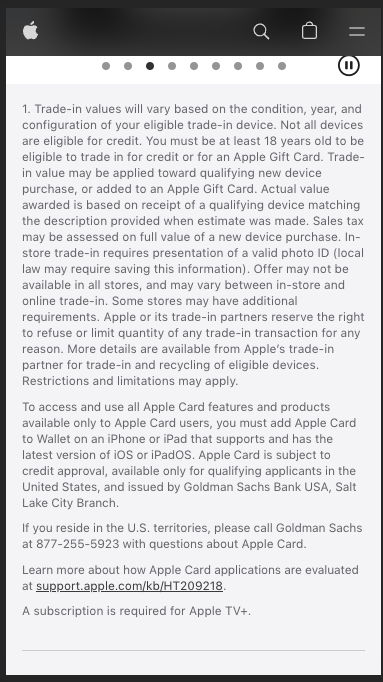 1. Trade-in values will vary based on the condition, year, and
configuration of your eligible trade-in device. Not all devices
are eligible for credit. You must be at least 18 years old to be
eligible to trade in for credit or for an Apple Gift Card. Trade-
in value may be applied toward qualifying new device
purchase, or added to an Apple Gift Card. Actual value
awarded is based on receipt of a qualifying device matching
the description provided when estimate was made. Sales tax
may be assessed on full value of a new device purchase. In-
store trade-in requires presentation of a valid photo ID (local
law may require saving this information). Offer may not be
available in all stores, and may vary between in-store and
online trade-in. Some stores may have additional
requirements. Apple or its trade-in partners reserve the right
to refuse or limit quantity of any trade-in transaction for any
reason. More details are available from Apple's trade-in
partner for trade-in and recycling of eligible devices.
Restrictions and limitations may apply.
To access and use all Apple Card features and products
available only to Apple Card users, you must add Apple Card
to Wallet on an iPhone or iPad that supports and has the
latest version of iOS or iPadOS. Apple Card is subject to
credit approval, available only for qualifying applicants in the
United States, and issued by Goldman Sachs Bank USA, Salt
Lake City Branch.
If you reside in the U.S. territories, please call Goldman Sachs
at 877-255-5923 with questions about Apple Card.
Learn more about how Apple Card applications are evaluated
at support.apple.com/kb/HT209218.
A subscription is required for Apple TV+.